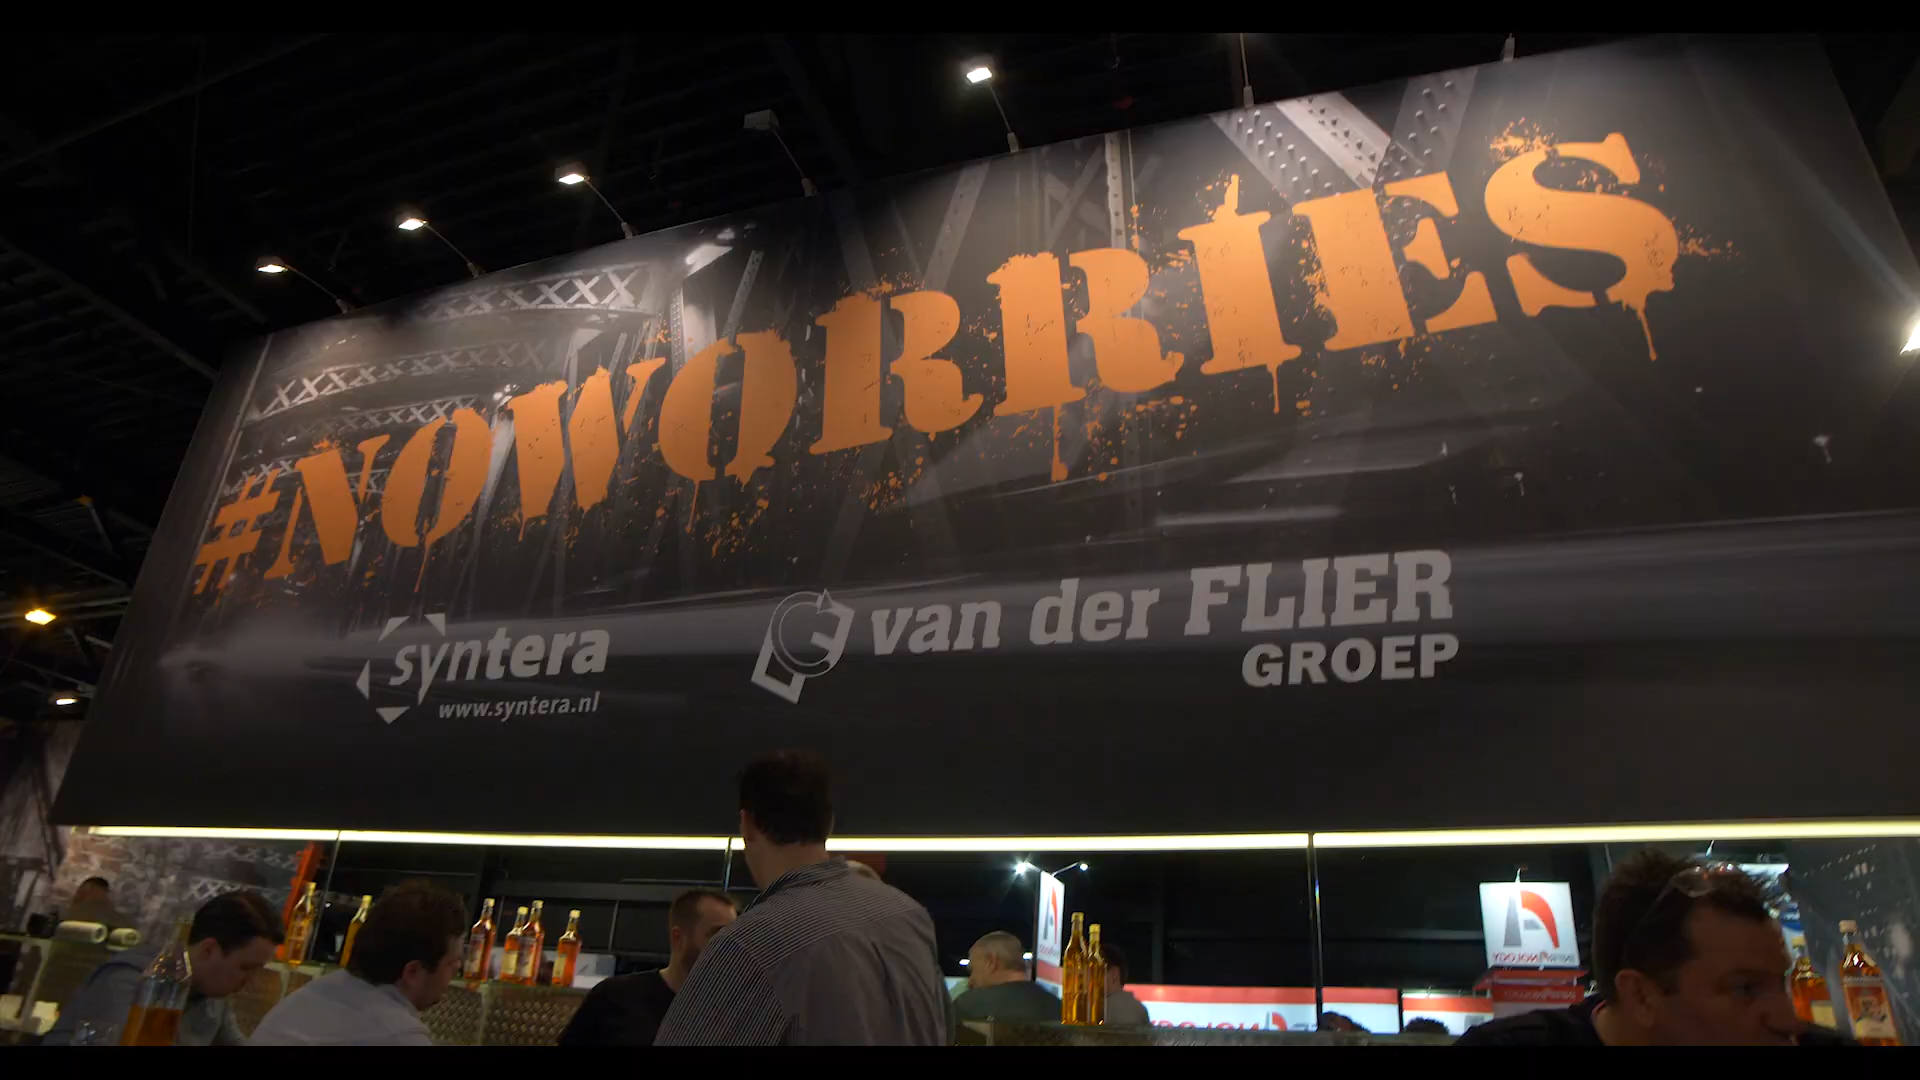 #NOWORRIES
syntera
www.syntera.nl
van der FLIER
GROEP